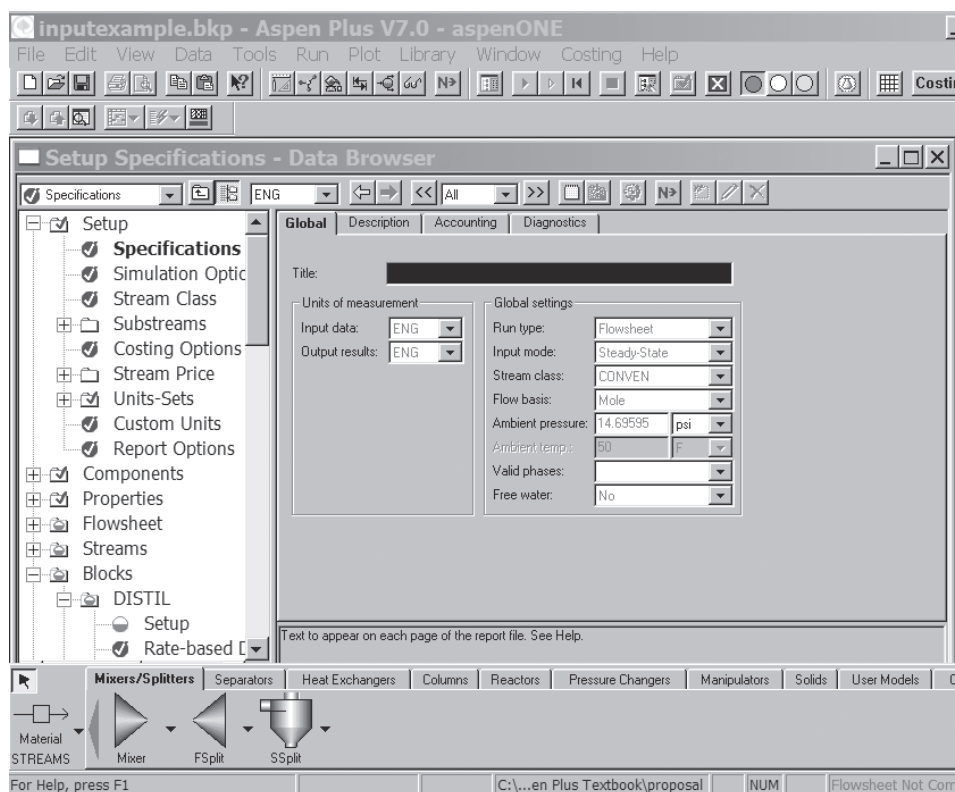 inputexample.bkp - Aspen Plus V7.0 - aspenONE
File Edit View Data Tools Run Plot Library Window Costing Help
N> Costi
Setup Specifications - Data Browser
Specifications ENG All N>
Setup
Specifications
Simulation Optic
Stream Class
Substreams
Costing Options
Stream Price
Units-Sets
Custom Units
Report Options
Components
Properties
Flowsheet
Streams
Blocks
DISTIL
Setup
Rate-based D
Global Description Accounting Diagnostics
Title:
Units of measurement
Input data: ENG
Output results: ENG
Global settings
Run type: Flowsheet
Input mode: Steady-State
Stream class: CONVEN
Flow basis: Mole
Ambient pressure: 14.69595 psi
Ambient temp.: 50 F
Valid phases:
Free water: No
Text to appear on each page of the report file. See Help.
Mixers/Splitters Separators Heat Exchangers Columns Reactors Pressure Changers Manipulators Solids User Models
Material
STREAMS Mixer FSplit SSplit
For Help, press F1 C:\...en Plus Textbook\proposal NUM Flowsheet Not Com